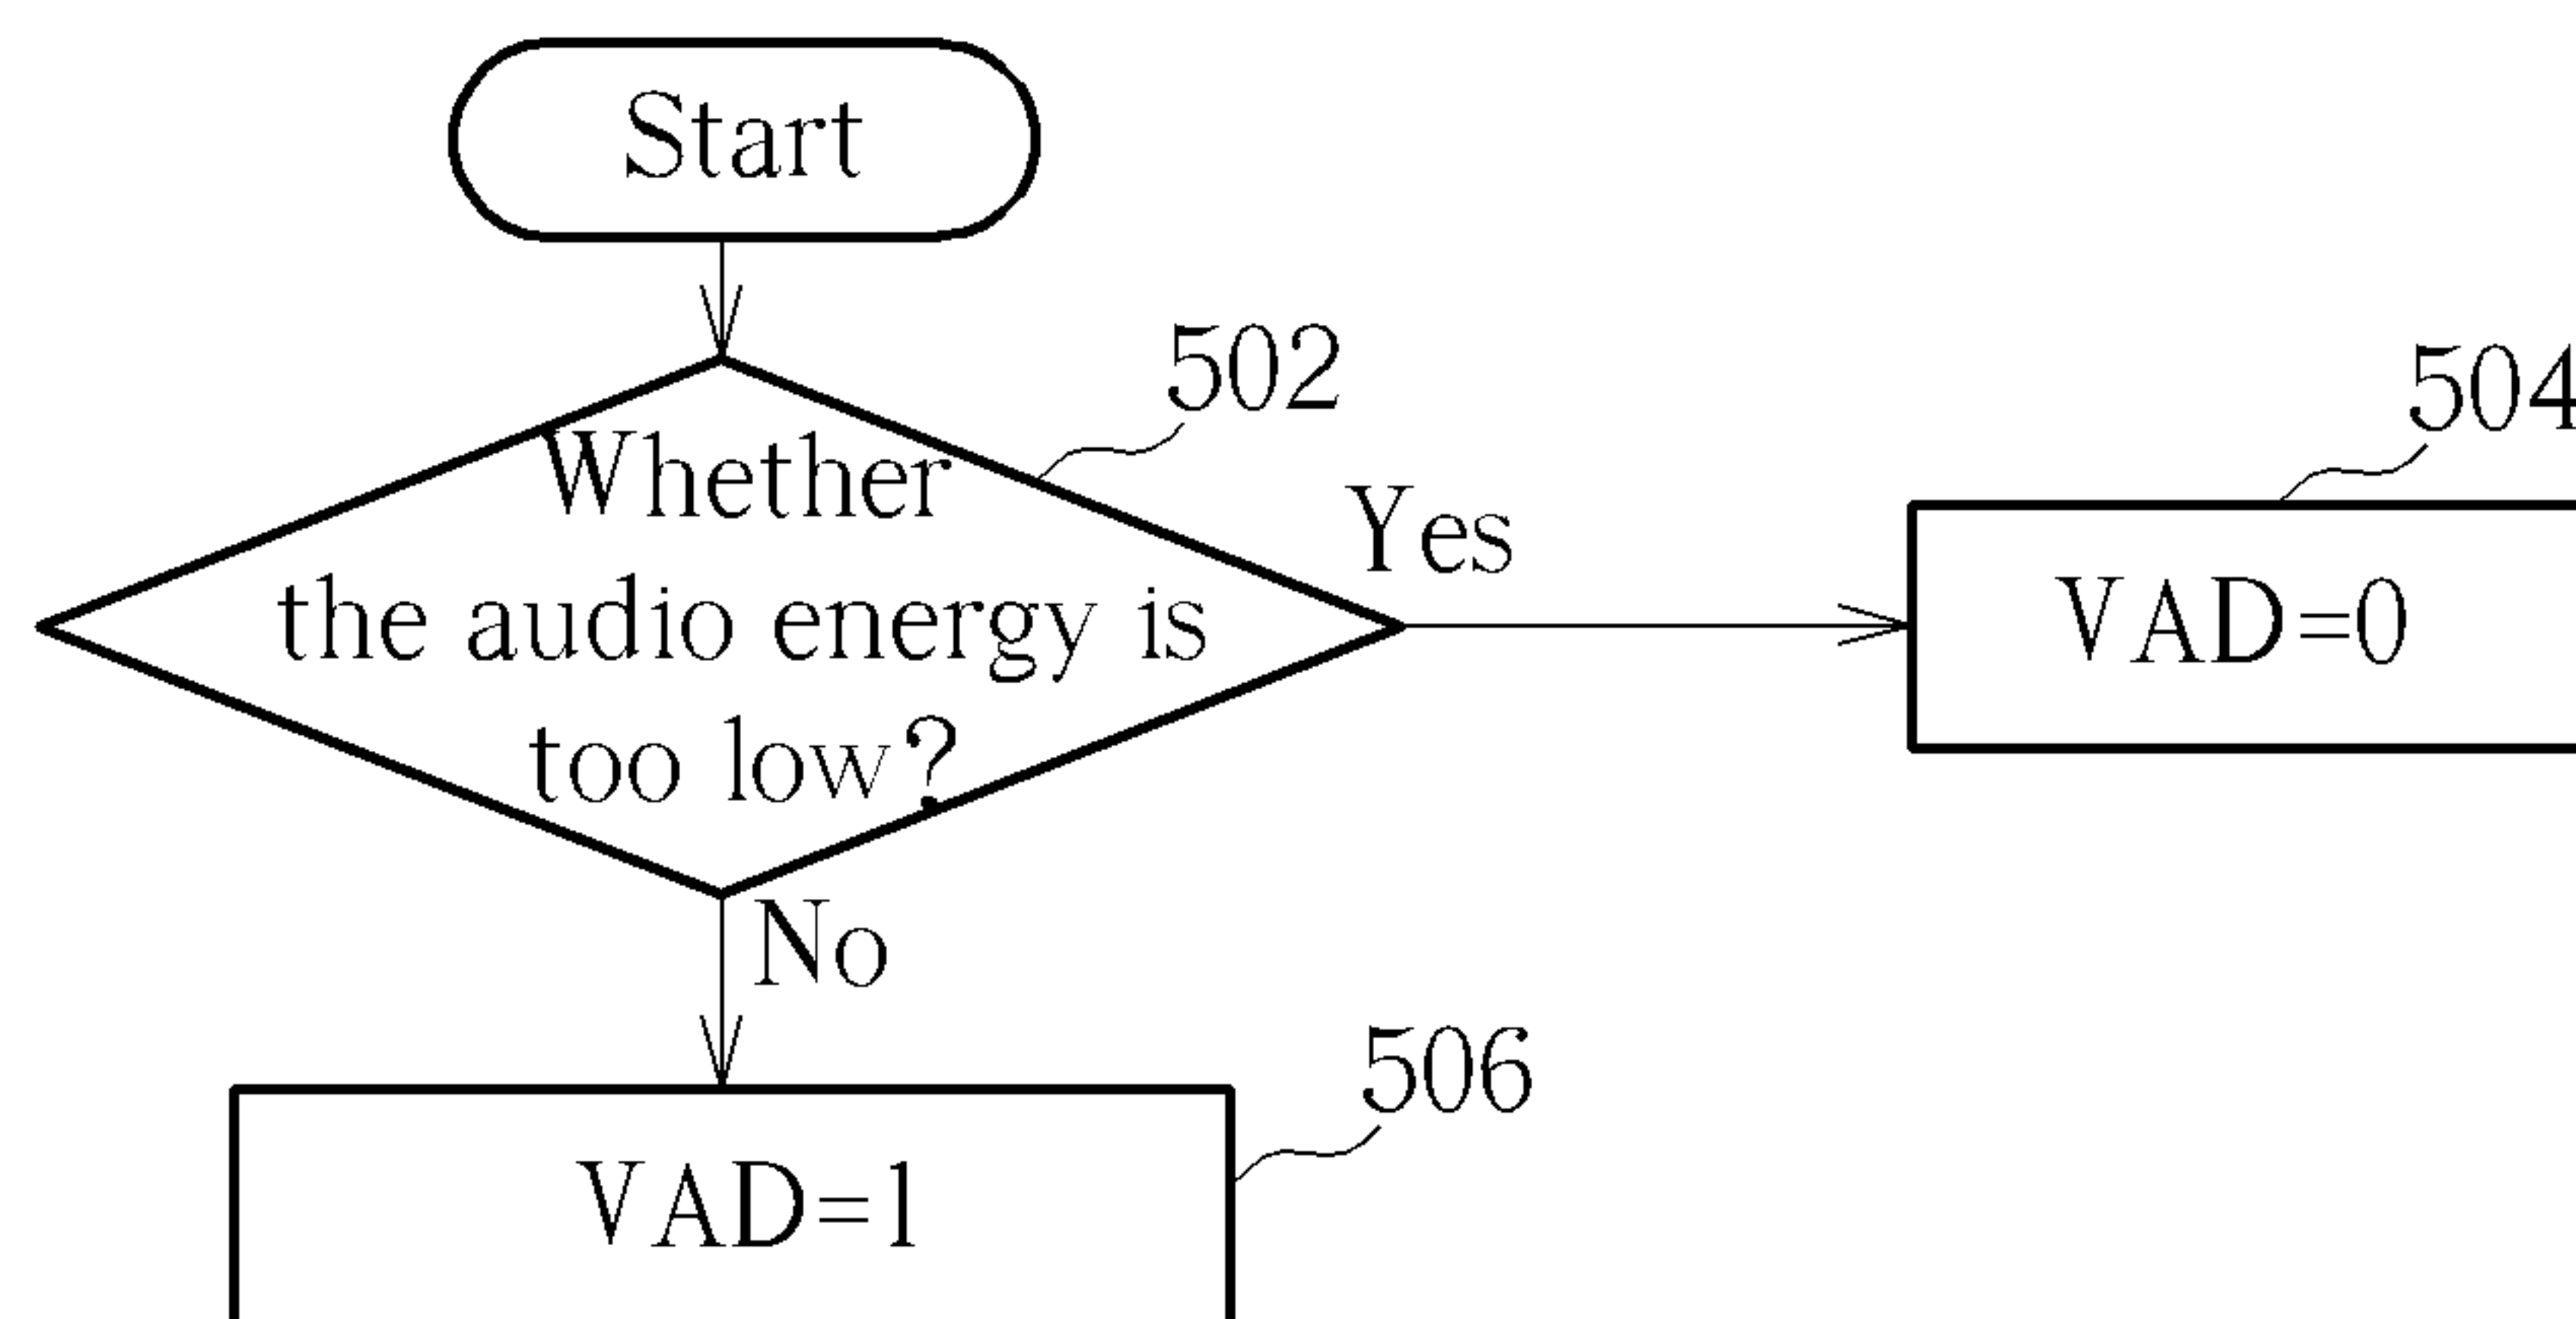 Start
502
504
Whether
the audio energy is
too low?
Yes
VAD=0
No
506
VAD=1